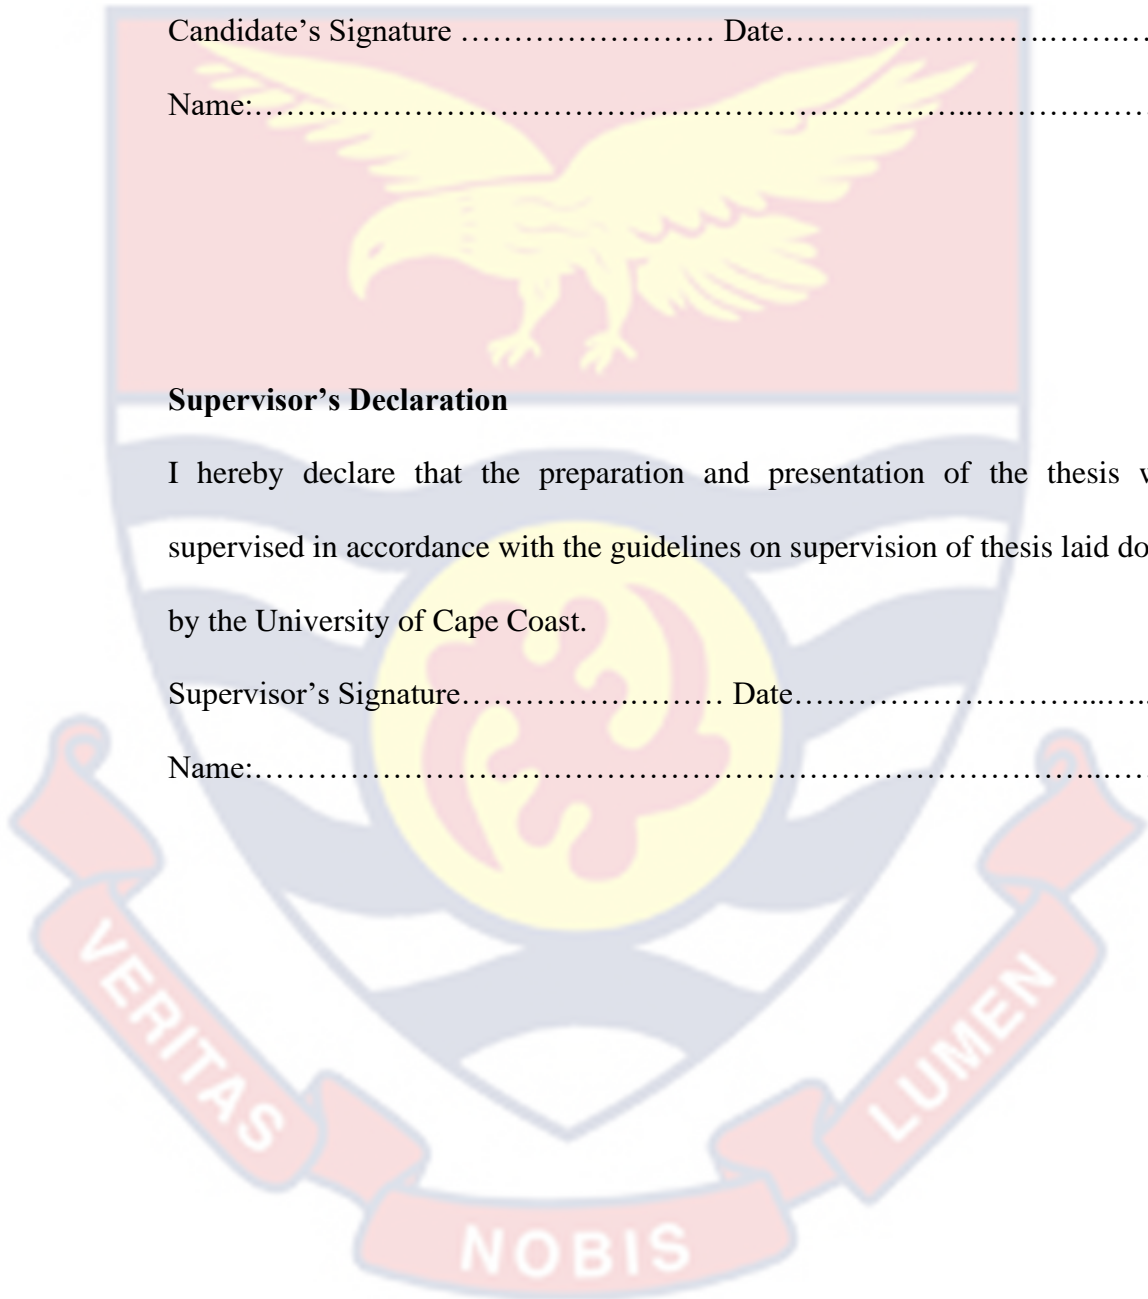 Candidate’s Signature …………………… Date…………………….…….…
Name:…………………………………………………………..………………
Supervisor’s Declaration
I hereby declare that the preparation and presentation of the thesis
supervised in accordance with the guidelines on supervision of thesis laid
by the University of Cape Coast.
Supervisor’s Signature…………….……… Date………………………...…..
Name:……………………………………………………………………..……
VERITAS
NOBIS
LUMEN